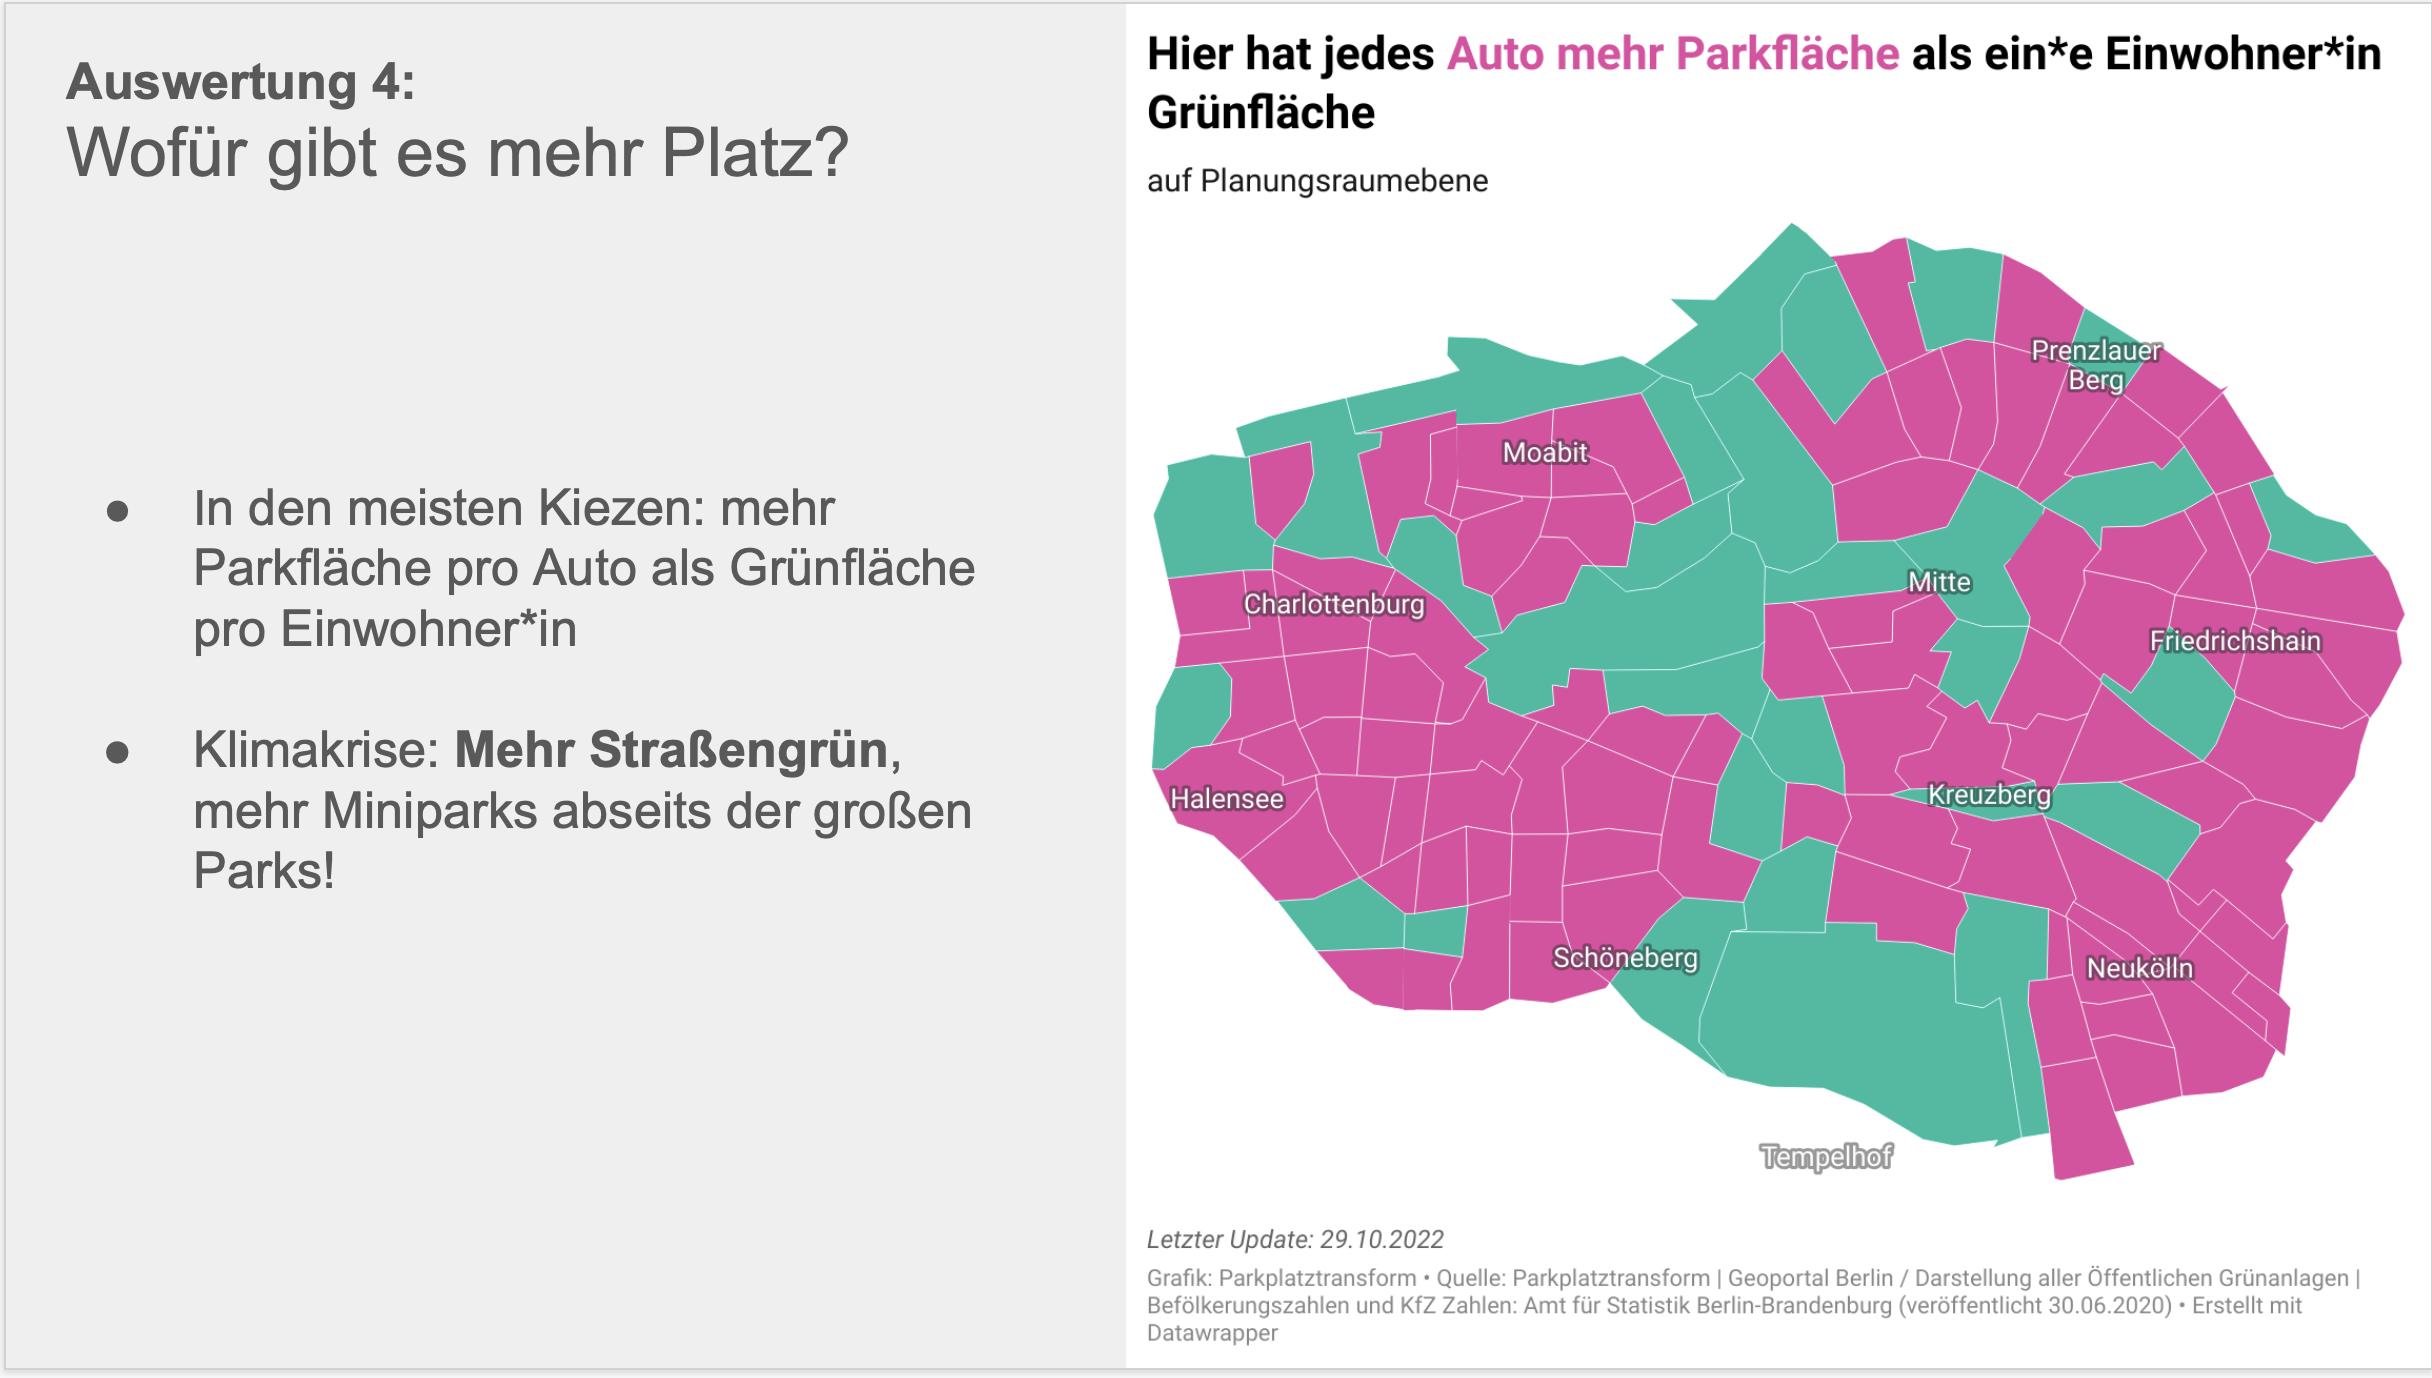 Auswertung 4:
Wofür gibt es mehr Platz?
● In den meisten Kiezen: mehr
Parkfläche pro Auto als Grünfläche
pro Einwohner*in
● Klimakrise: Mehr Straßengrün,
mehr Miniparks abseits der großen
Parks!
Hier hat jedes Auto mehr Parkfläche als ein*e Einwohner*in
Grünfläche
auf Planungsraumebene
Prenzlauer
Berg
Moabit
Mitte
Charlottenburg
Friedrichshain
Halensee
Kreuzberg
Schöneberg
Neukölln
Tempelhof
Letzter Update: 29.10.2022
Grafik: Parkplatztransform • Quelle: Parkplatztransform | Geoportal Berlin / Darstellung aller Öffentlichen Grünanlagen |
Befölkerungszahlen und KfZ Zahlen: Amt für Statistik Berlin-Brandenburg (veröffentlicht 30.06.2020) • Erstellt mit
Datawrapper